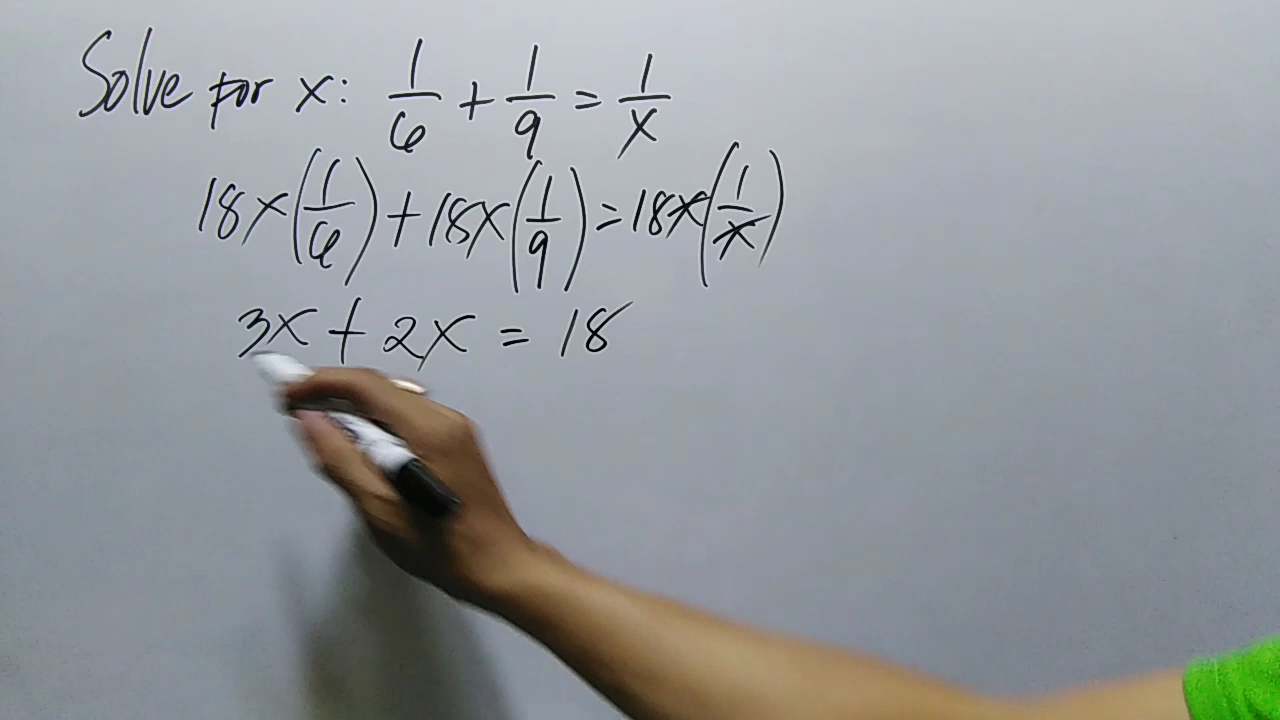 Solve for x: 1/6 + 1/9 = 1/x
18x(1/6) + 18x(1/9) = 18x(1/x)
3x + 2x = 18